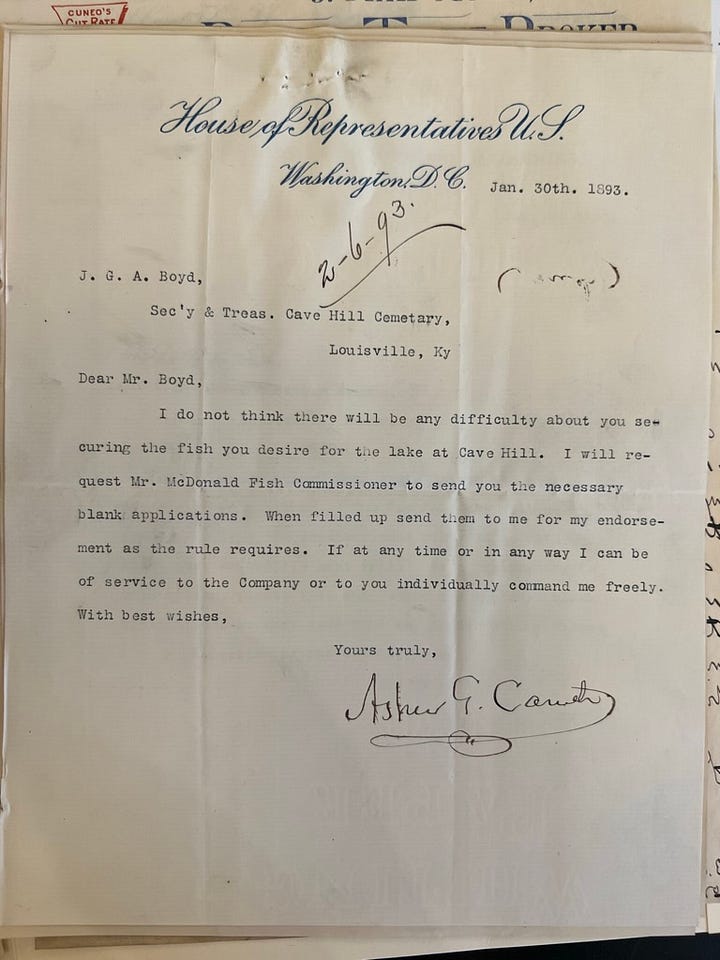 CUNEO'S
CUT RATE
BROKER
House of Representatives U.S.
Washington, D.C.
Jan. 30th. 1893.
2-6-93.
J. G. A. Boyd,
Sec'y & Treas. Cave Hill Cemetary,
Louisville, Ky
Dear Mr. Boyd,
I do not think there will be any difficulty about you se-
curing the fish you desire for the lake at Cave Hill. I will re-
quest Mr. McDonald Fish Commissioner to send you the necessary
blank applications. When filled up send them to me for my endorse-
ment as the rule requires. If at any time or in any way I can be
of service to the Company or to you individually command me freely.
With best wishes,
Yours truly,
Asher G. Caruth